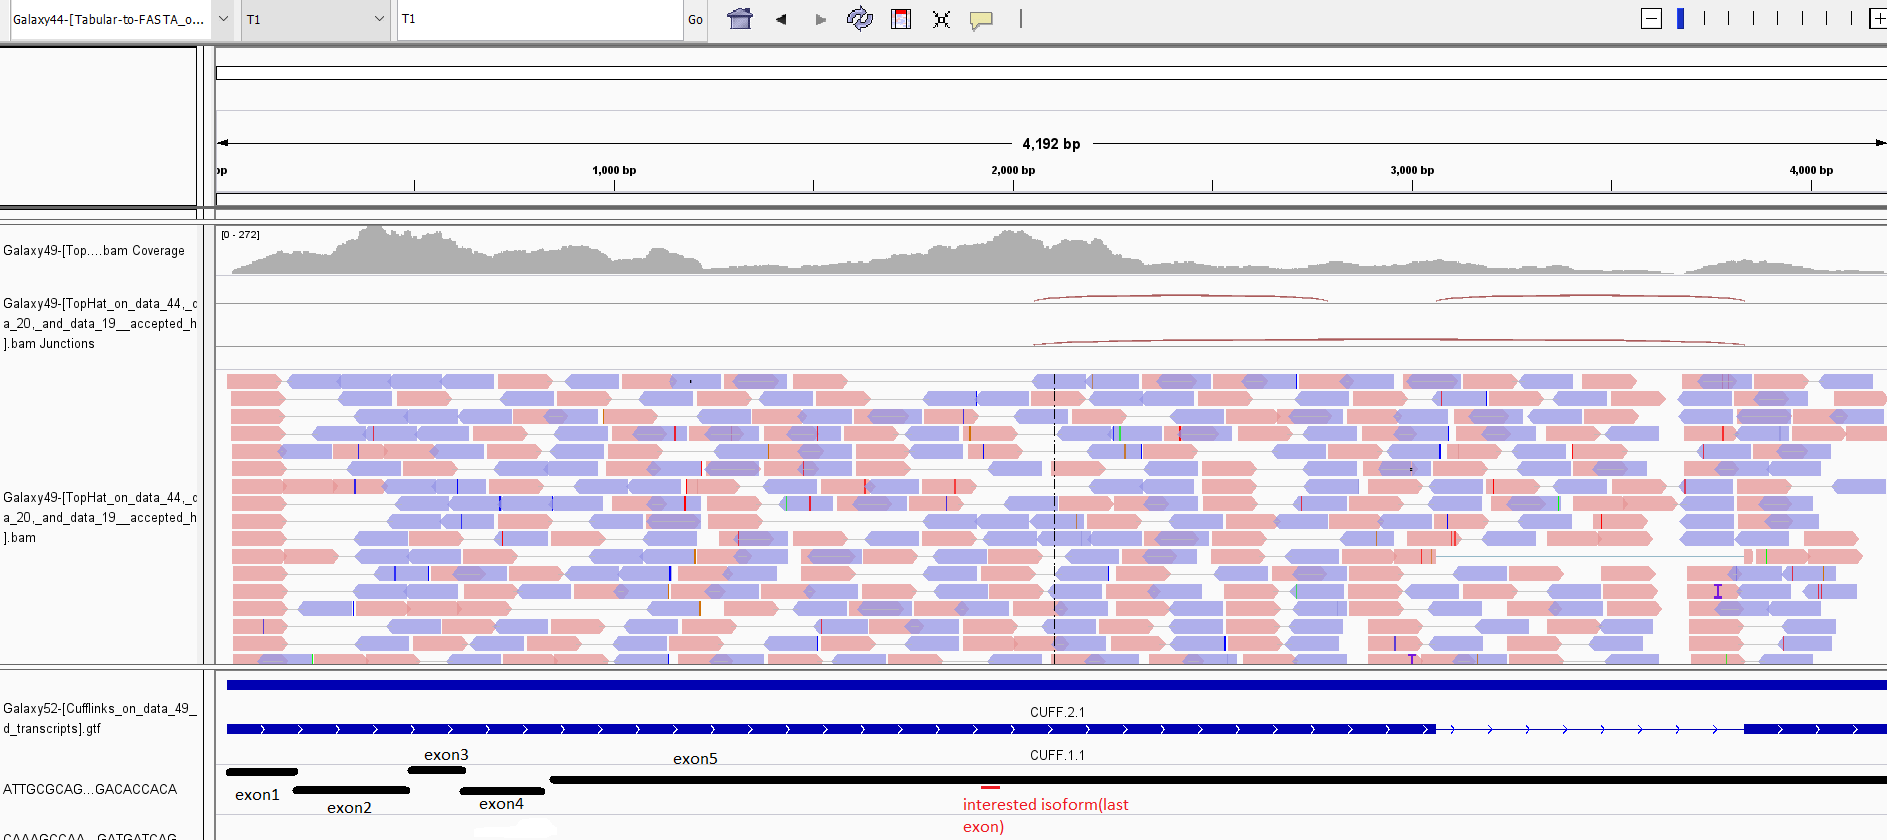 Galaxy44-[Tabular-to-FASTA_o... T1 T1 Go
4,192 bp
bp 1,000 bp 2,000 bp 3,000 bp 4,000 bp
Galaxy49-[Top....bam Coverage
[0 - 272]
Galaxy49-[TopHat_on_data_44,_d
a_20,_and_data_19__accepted_h
].bam Junctions
Galaxy49-[TopHat_on_data_44,_d
a_20,_and_data_19__accepted_h
].bam
Galaxy52-[Cufflinks_on_data_49_
d_transcripts].gtf
CUFF.2.1
CUFF.1.1
exon3
exon5
ATTGCGCAG...GACACCACA
exon1
exon2
exon4
interested isoform(last
exon)
CAAAGCCAA...GATGATCAG